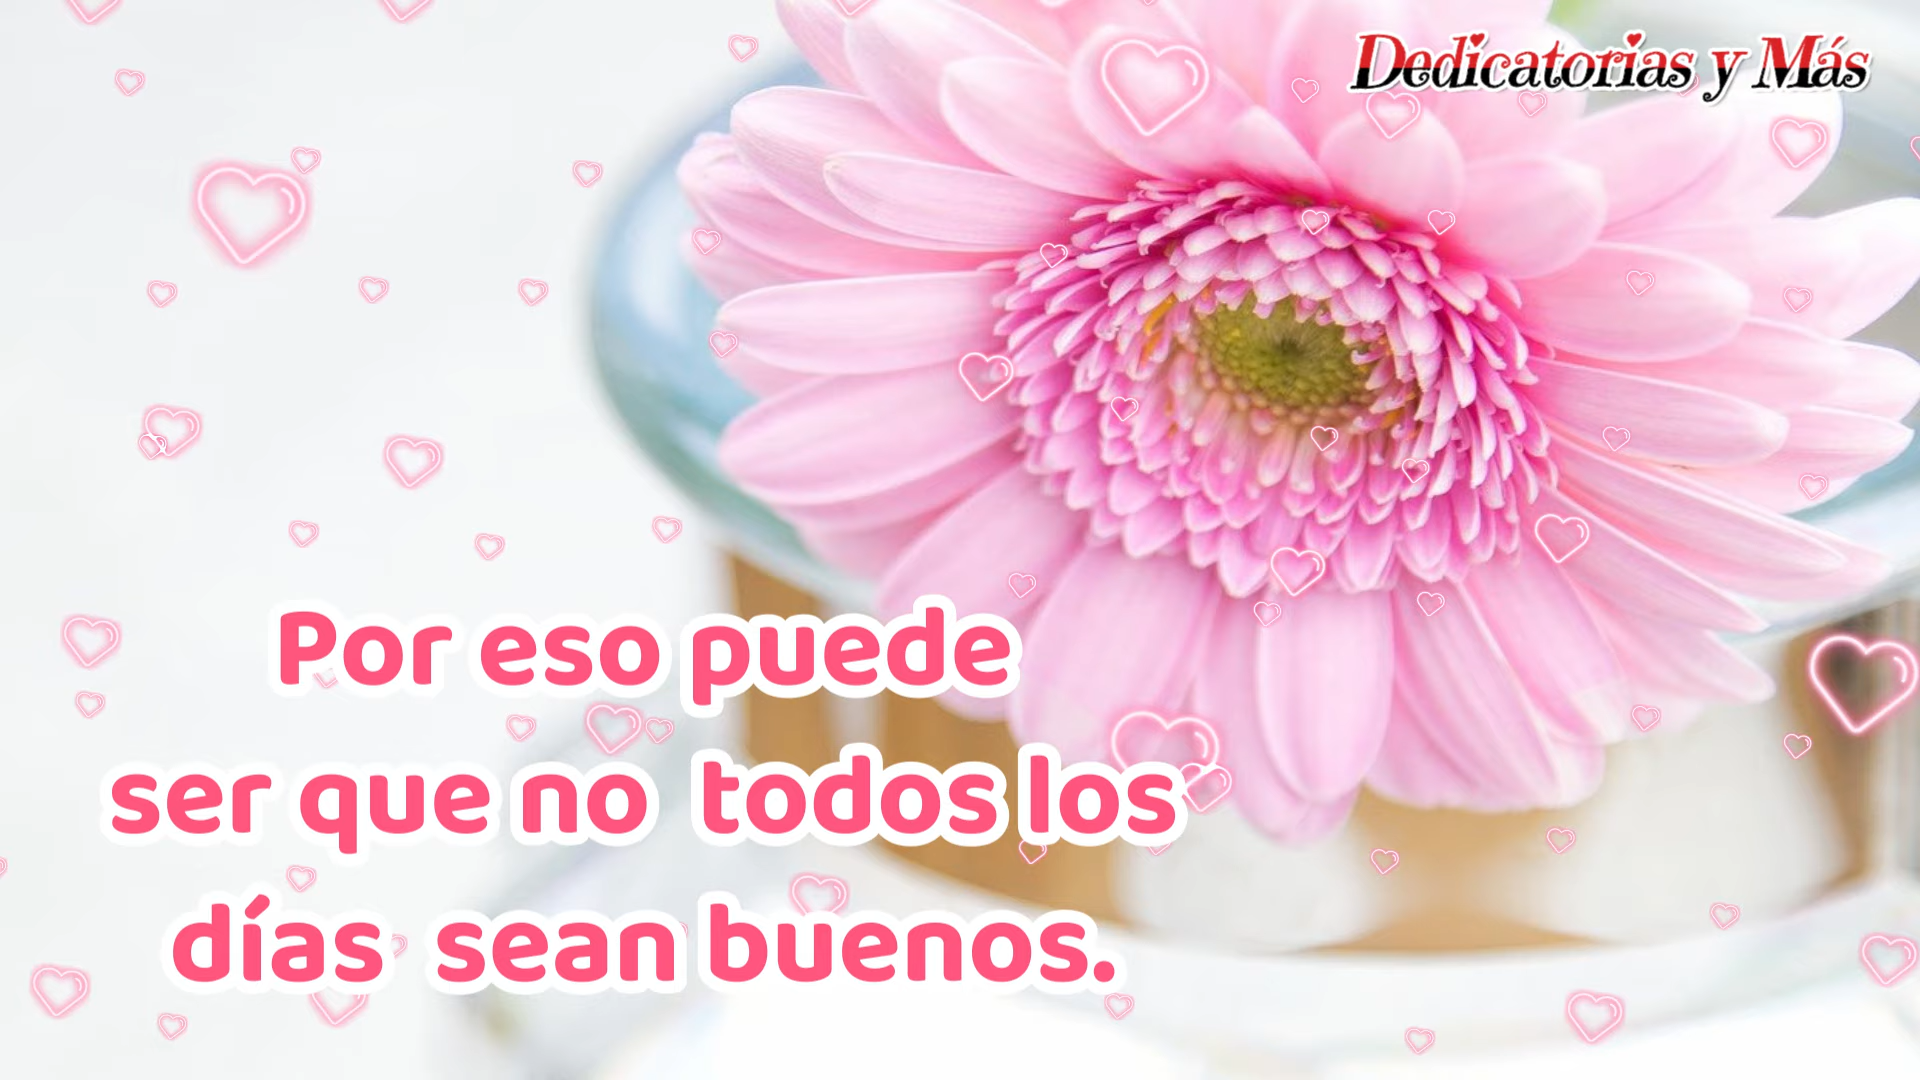 Dedicatorias y Más
Por eso puede
ser que no todos los
días sean buenos.